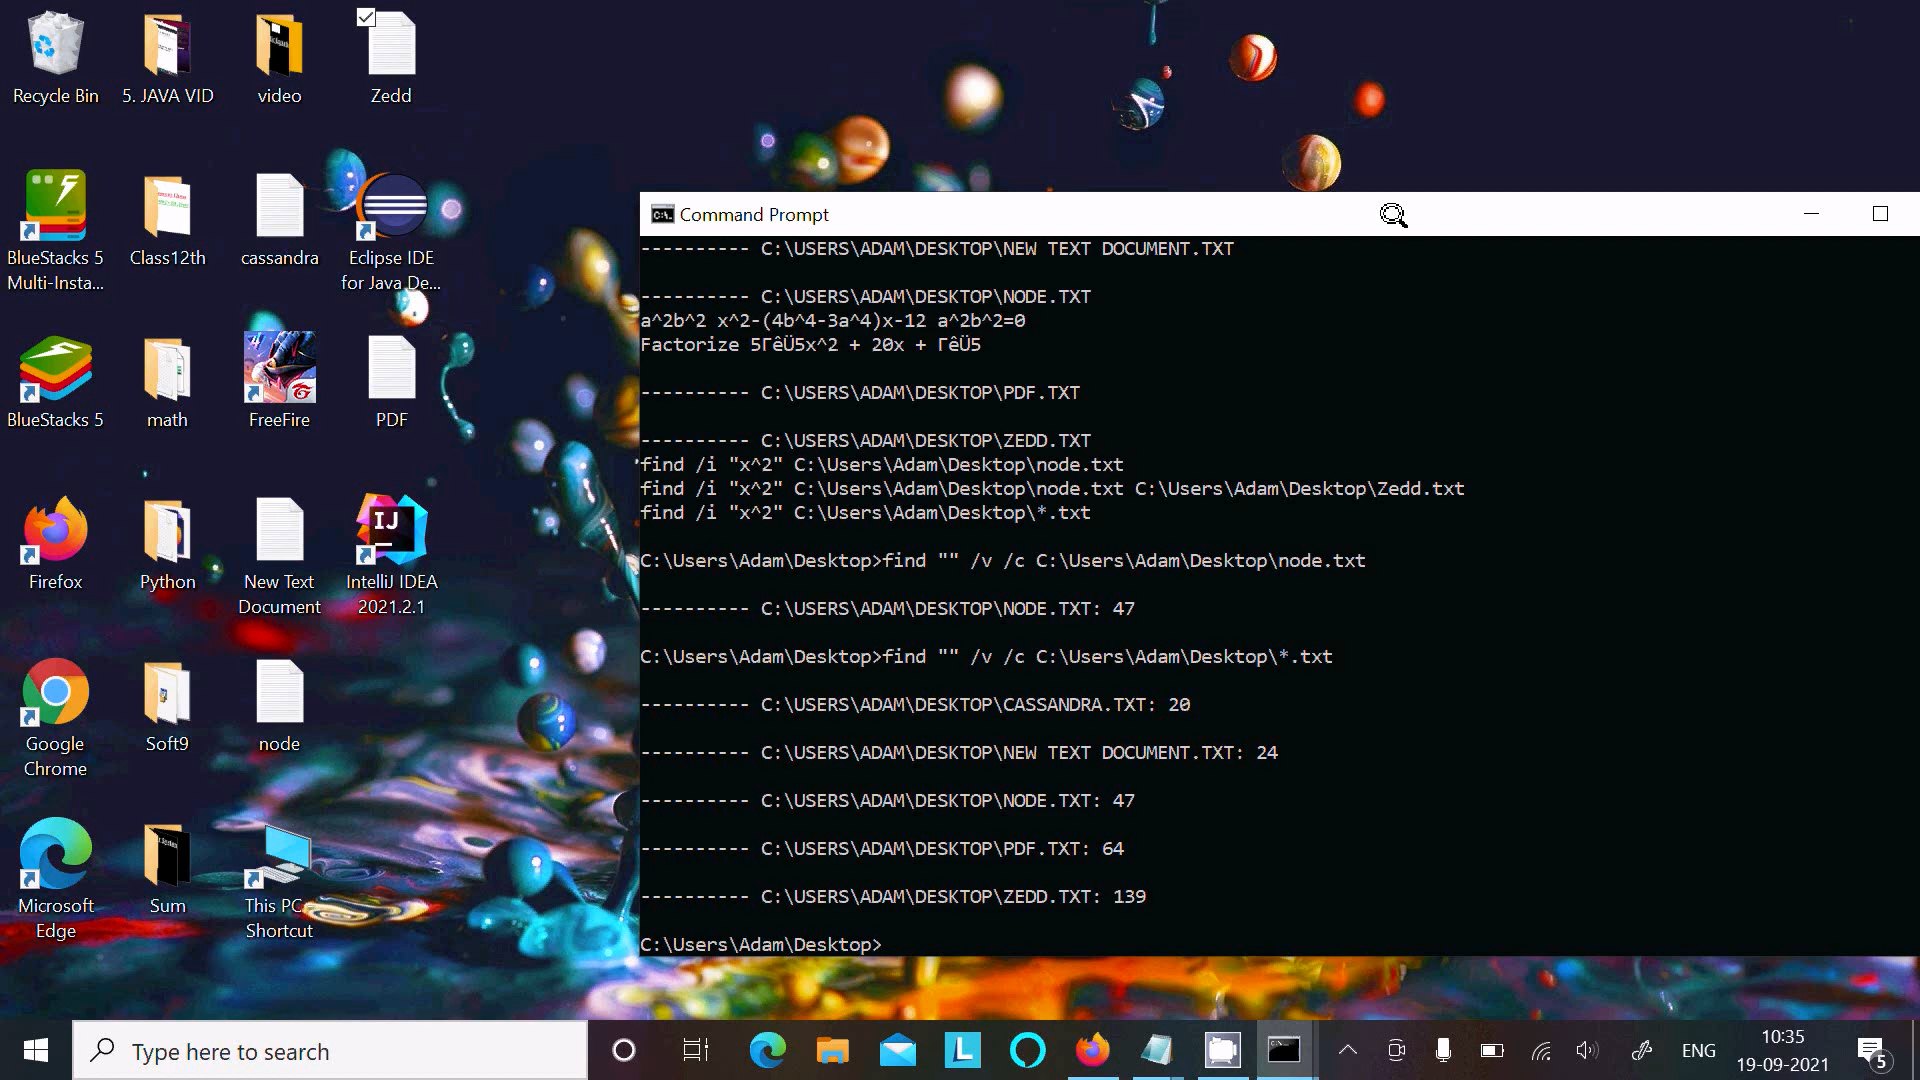 Recycle Bin
5. JAVA VID
video
Zedd
BlueStacks 5
Multi-Insta...
Class12th
cassandra
Eclipse IDE
for Java De...
BlueStacks 5
math
FreeFire
PDF
Firefox
Python
New Text
Document
IJ
IntelliJ IDEA
2021.2.1
Google
Chrome
Soft9
node
Microsoft
Edge
Sum
This PC -
Shortcut
Command Prompt
---------- C:\USERS\ADAM\DESKTOP\NEW TEXT DOCUMENT.TXT
---------- C:\USERS\ADAM\DESKTOP\NODE.TXT
a^2b^2 x^2-(4b^4-3a^4)x-12 a^2b^2=0
Factorize 5ΓêÜ5x^2 + 20x + ΓêÜ5
---------- C:\USERS\ADAM\DESKTOP\PDF.TXT
---------- C:\USERS\ADAM\DESKTOP\ZEDD.TXT
find /i "x^2" C:\Users\Adam\Desktop\node.txt
find /i "x^2" C:\Users\Adam\Desktop\node.txt C:\Users\Adam\Desktop\Zedd.txt
find /i "x^2" C:\Users\Adam\Desktop\*.txt
C:\Users\Adam\Desktop>find "" /v /c C:\Users\Adam\Desktop\node.txt
---------- C:\USERS\ADAM\DESKTOP\NODE.TXT: 47
C:\Users\Adam\Desktop>find "" /v /c C:\Users\Adam\Desktop\*.txt
---------- C:\USERS\ADAM\DESKTOP\CASSANDRA.TXT: 20
---------- C:\USERS\ADAM\DESKTOP\NEW TEXT DOCUMENT.TXT: 24
---------- C:\USERS\ADAM\DESKTOP\NODE.TXT: 47
---------- C:\USERS\ADAM\DESKTOP\PDF.TXT: 64
---------- C:\USERS\ADAM\DESKTOP\ZEDD.TXT: 139
C:\Users\Adam\Desktop>
Type here to search
L
ENG
10:35
19-09-2021
5